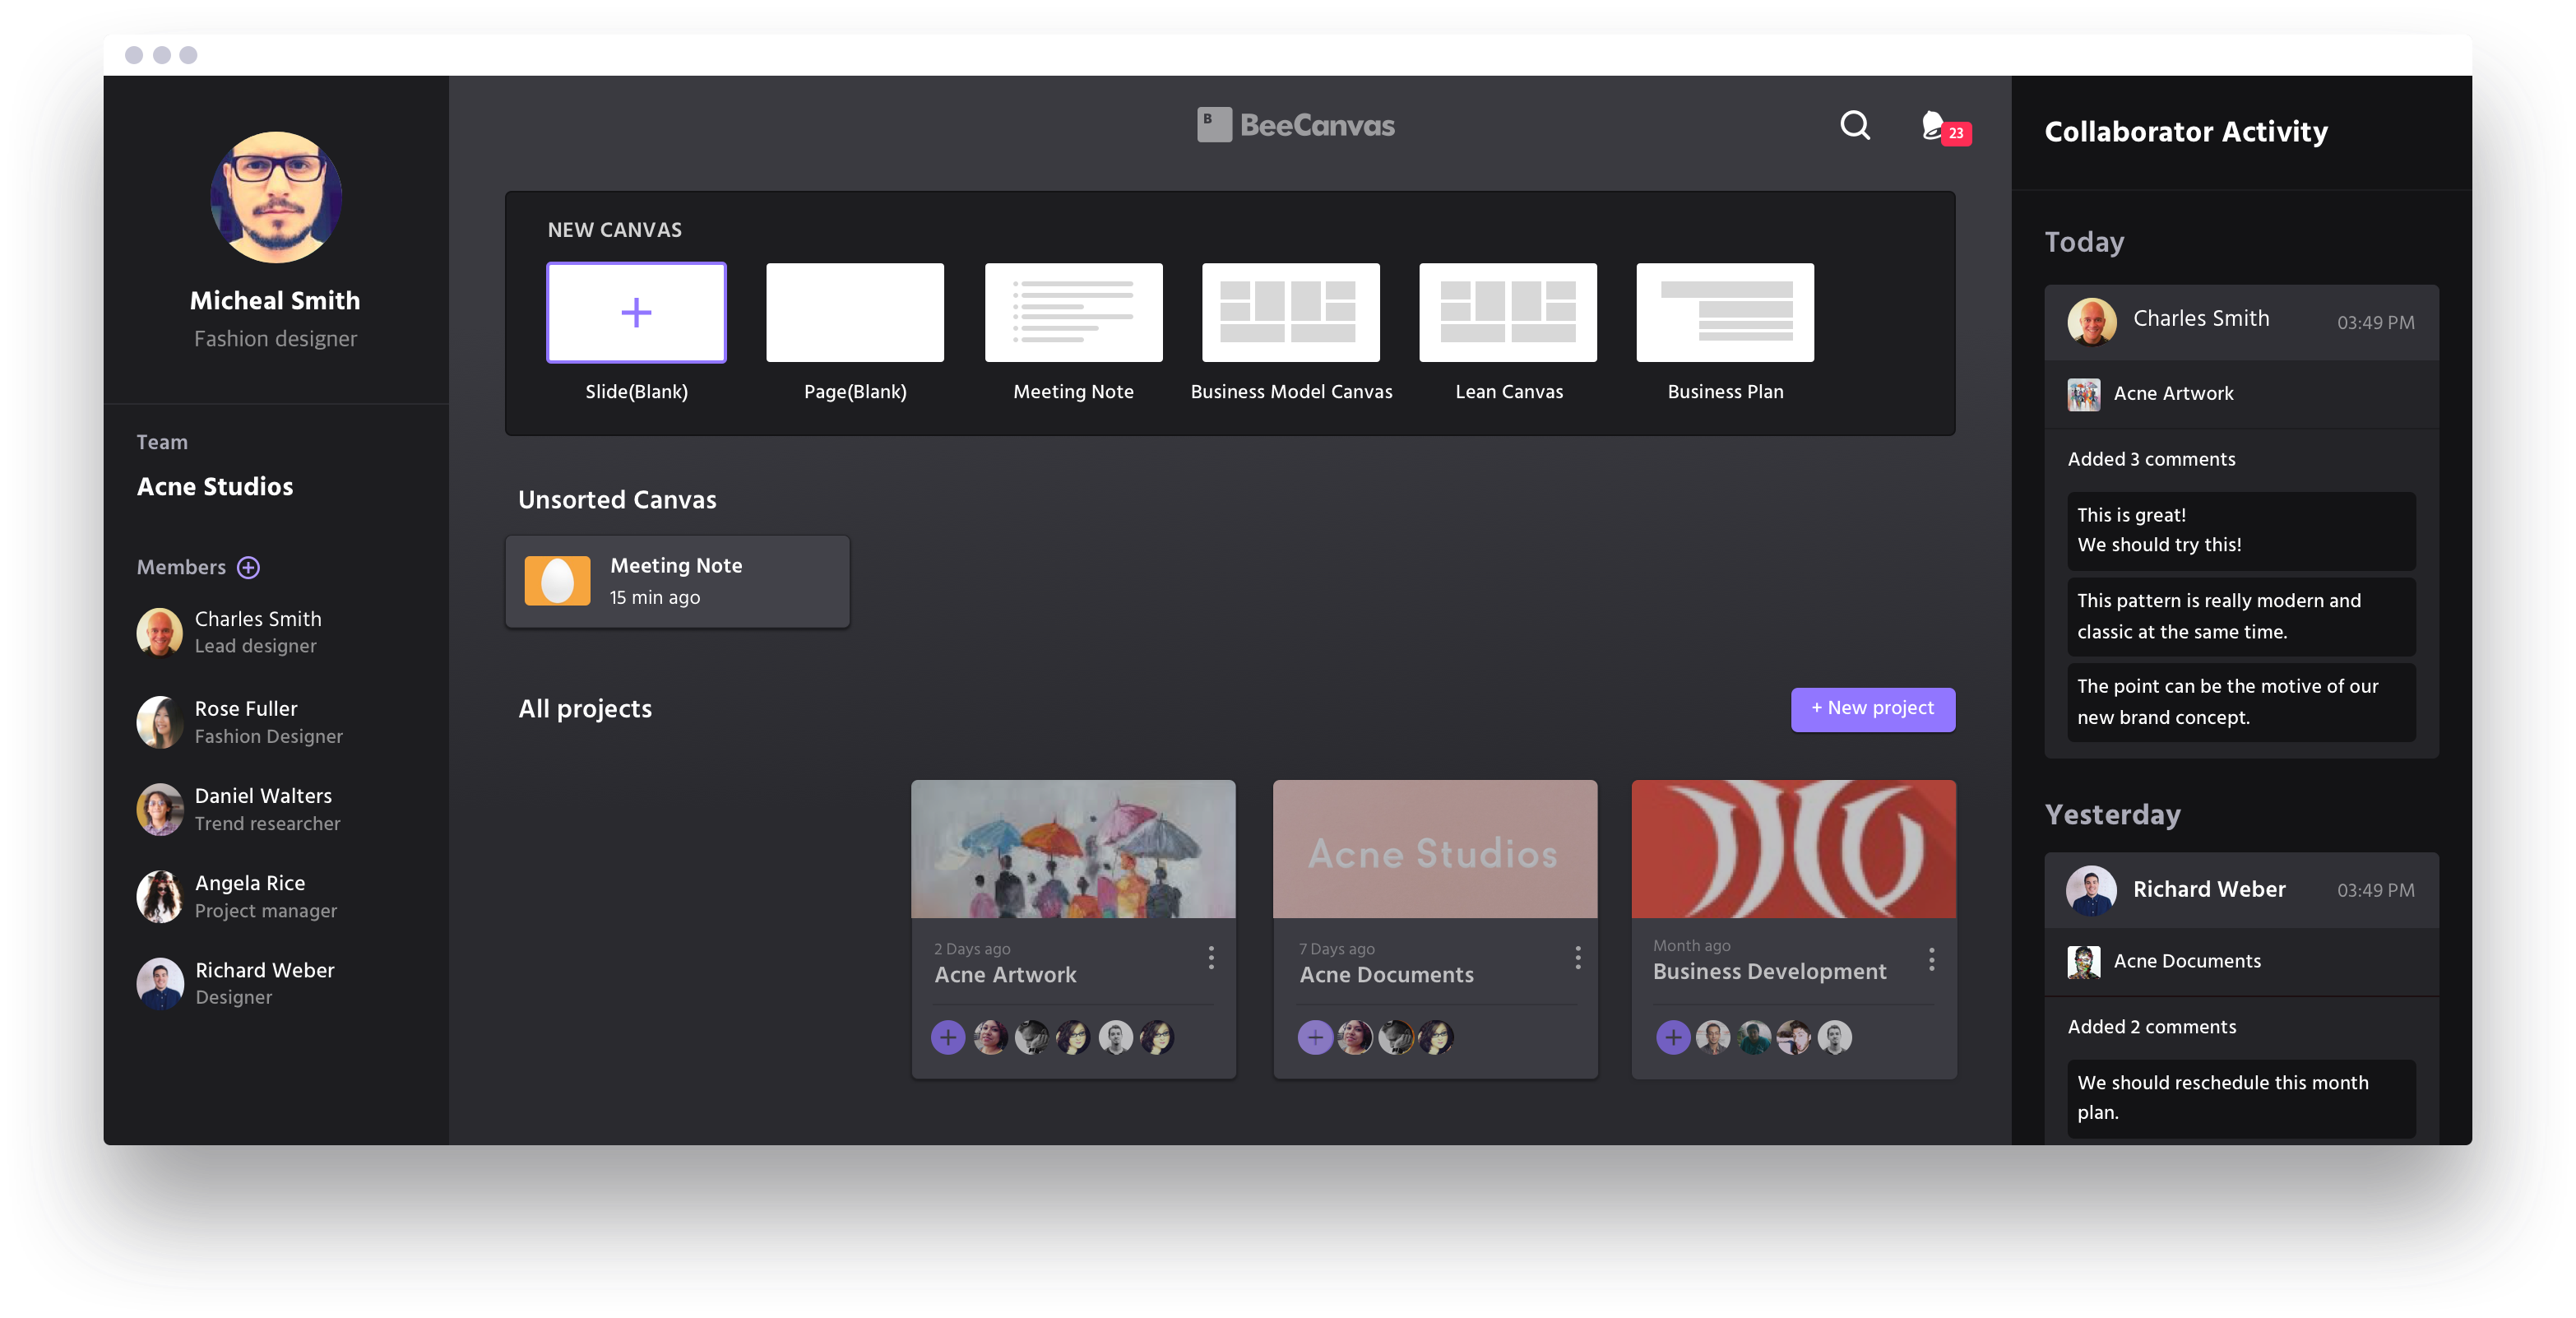 Micheal Smith
Fashion designer
Team
Acne Studios
Members
Charles Smith
Lead designer
Rose Fuller
Fashion Designer
Daniel Walters
Trend researcher
Angela Rice
Project manager
Richard Weber
Designer
B BeeCanvas
23
NEW CANVAS
Slide(Blank)
Page(Blank)
Meeting Note
Business Model Canvas
Lean Canvas
Business Plan
Unsorted Canvas
Meeting Note
15 min ago
All projects
+ New project
2 Days ago
Acne Artwork
Acne Studios
7 Days ago
Acne Documents
Month ago
Business Development
Collaborator Activity
Today
Charles Smith 03:49 PM
Acne Artwork
Added 3 comments
This is great!
We should try this!
This pattern is really modern and
classic at the same time.
The point can be the motive of our
new brand concept.
Yesterday
Richard Weber 03:49 PM
Acne Documents
Added 2 comments
We should reschedule this month
plan.